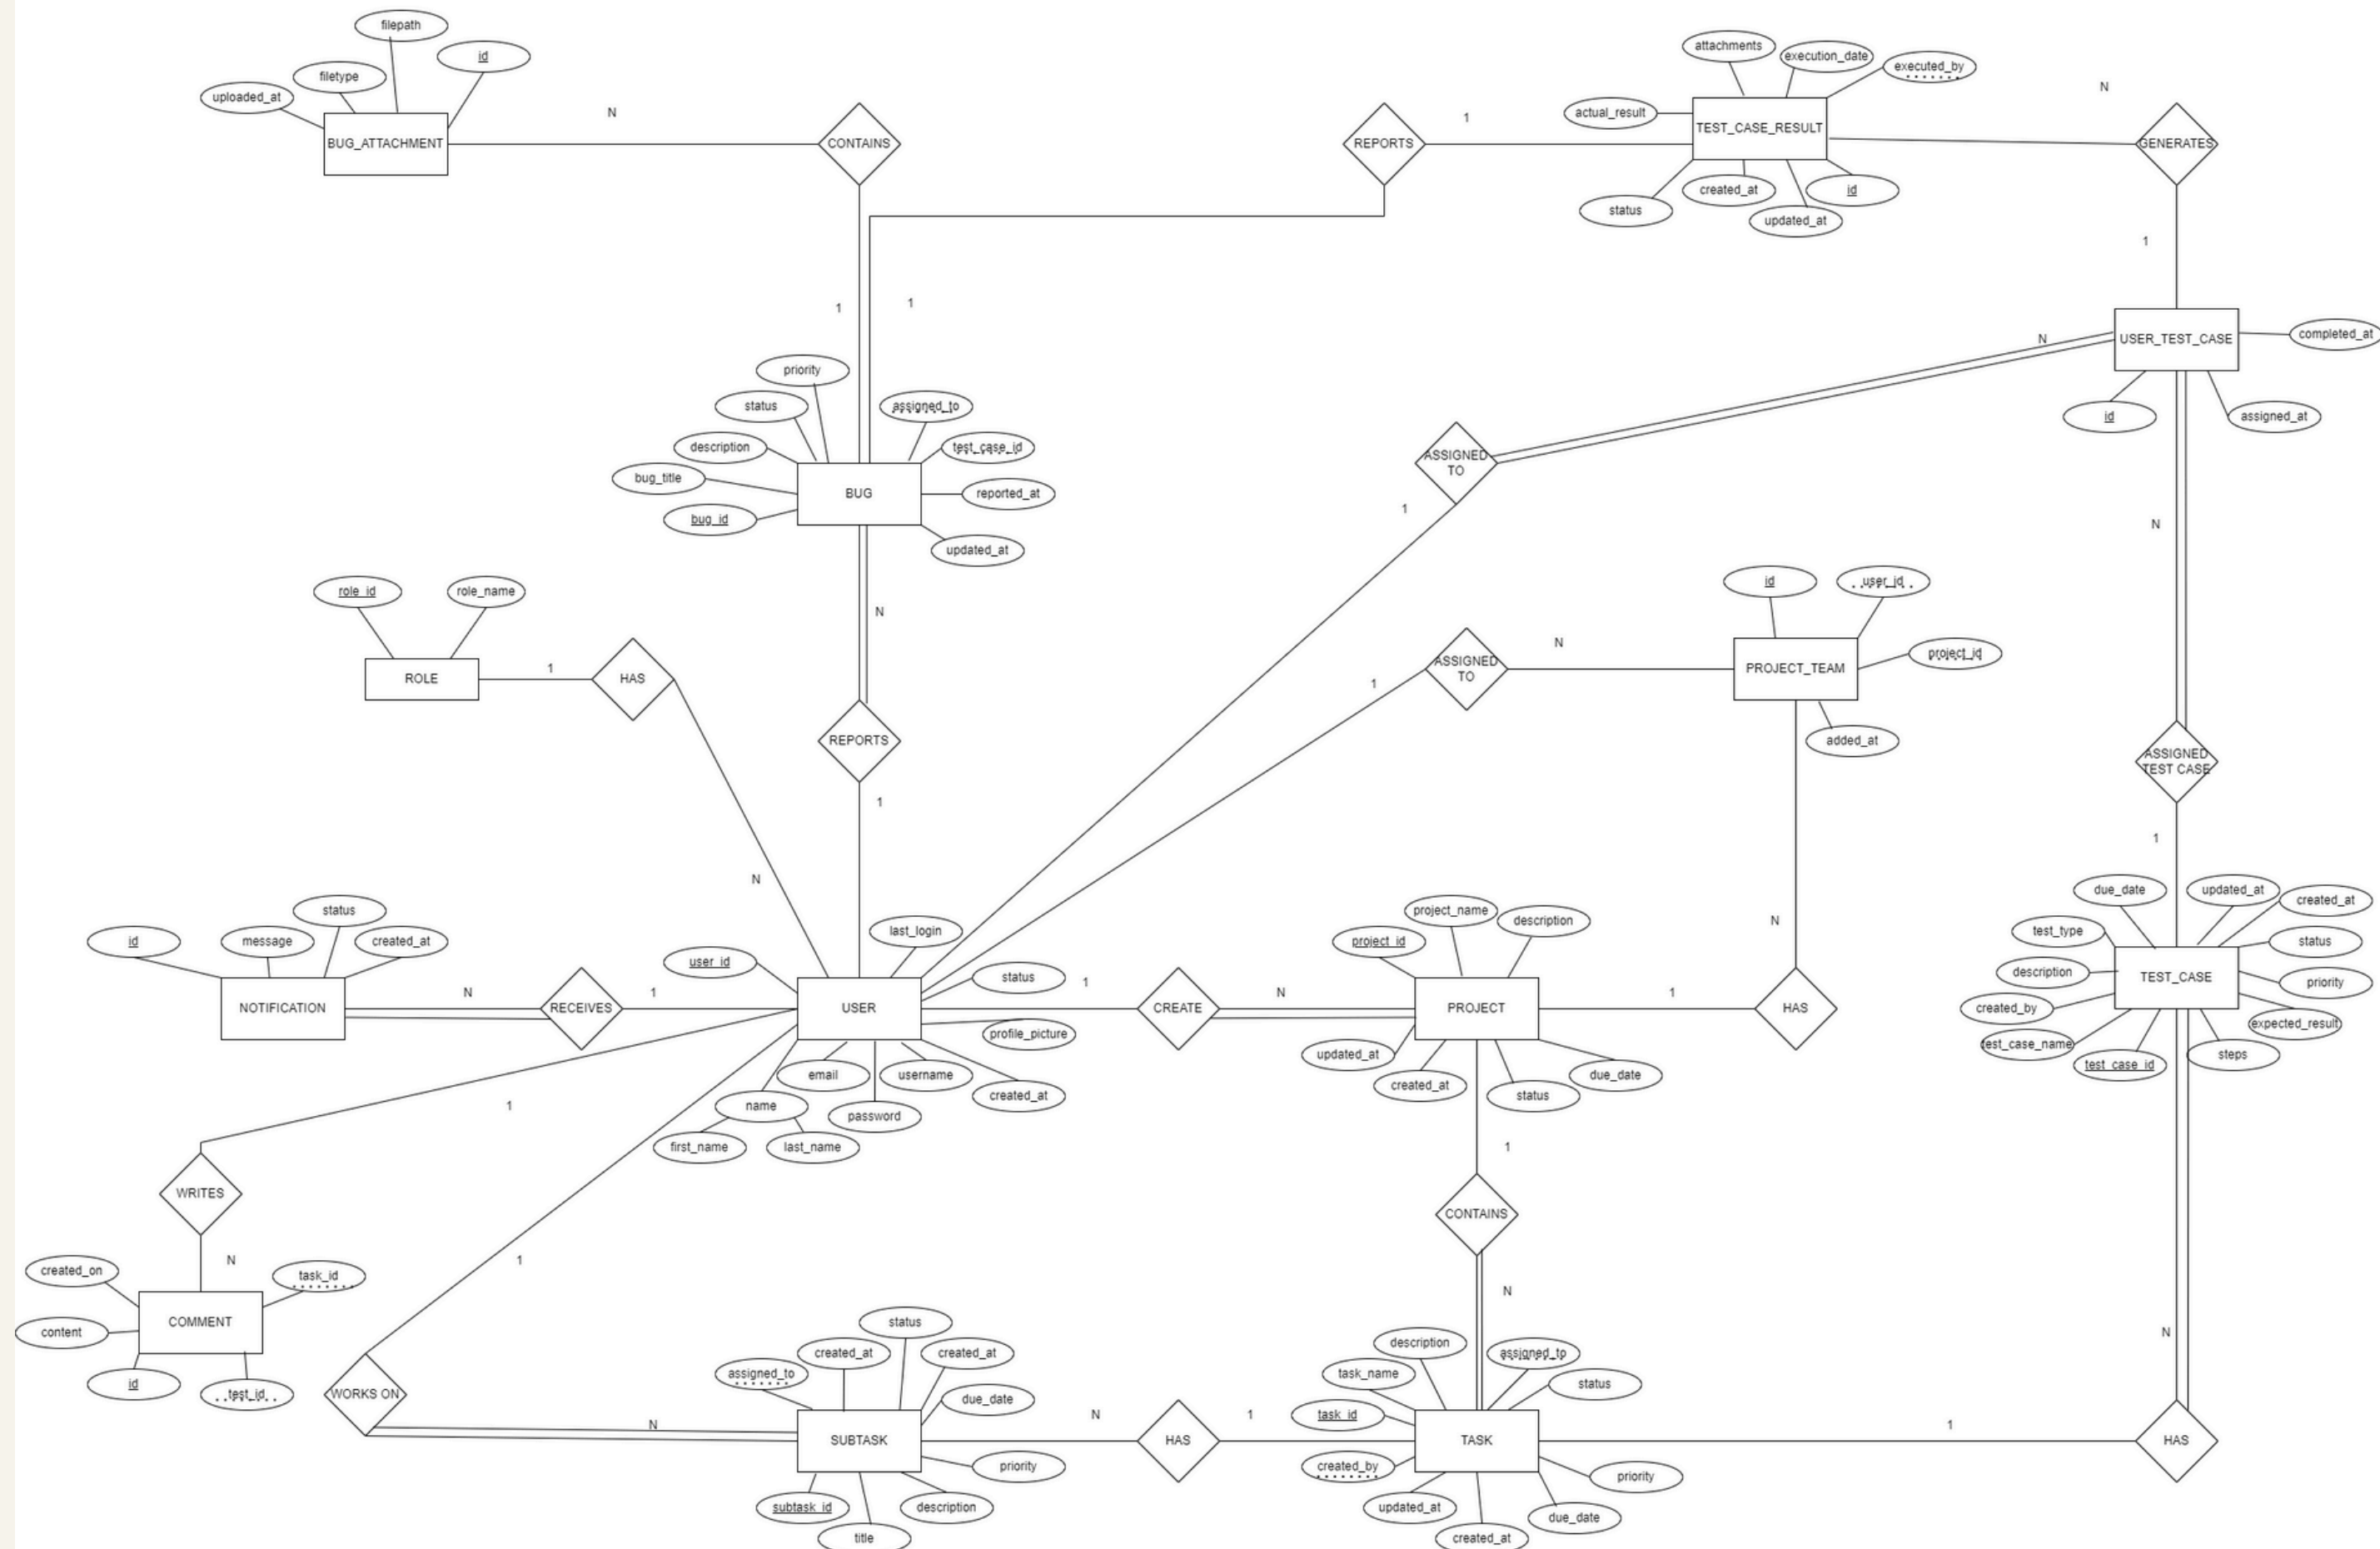 filepath
id
filetype
uploaded_at
BUG_ATTACHMENT
N
CONTAINS
1
1
REPORTS
1
attachments
execution_date
executed_by
actual_result
TEST_CASE_RESULT
status
created_at
updated_at
id
N
GENERATES
1
USER_TEST_CASE
completed_at
id
assigned_at
N
ASSIGNED
TO
1
priority
status
assigned_to
description
test_case_id
bug_title
BUG
reported_at
bug_id
updated_at
N
REPORTS
1
role_id
role_name
ROLE
1
HAS
N
id
user_id
project_id
PROJECT_TEAM
added_at
N
ASSIGNED
TO
1
N
N
ASSIGNED
TEST CASE
1
status
id
message
created_at
NOTIFICATION
N
RECEIVES
1
last_login
user_id
status
USER
profile_picture
email
username
created_at
name
password
first_name
last_name
1
CREATE
N
project_name
description
project_id
PROJECT
updated_at
created_at
status
due_date
1
HAS
due_date
updated_at
created_at
test_type
status
description
TEST_CASE
priority
created_by
expected_result
test_case_name
test_case_id
steps
1
WRITES
N
created_on
task_id
COMMENT
content
id
test_id
1
WORKS ON
N
1
CONTAINS
N
status
created_at
created_at
assigned_to
due_date
SUBTASK
priority
subtask_id
description
title
N
HAS
1
description
assigned_to
task_name
status
task_id
TASK
created_by
priority
updated_at
due_date
created_at
1
N
HAS